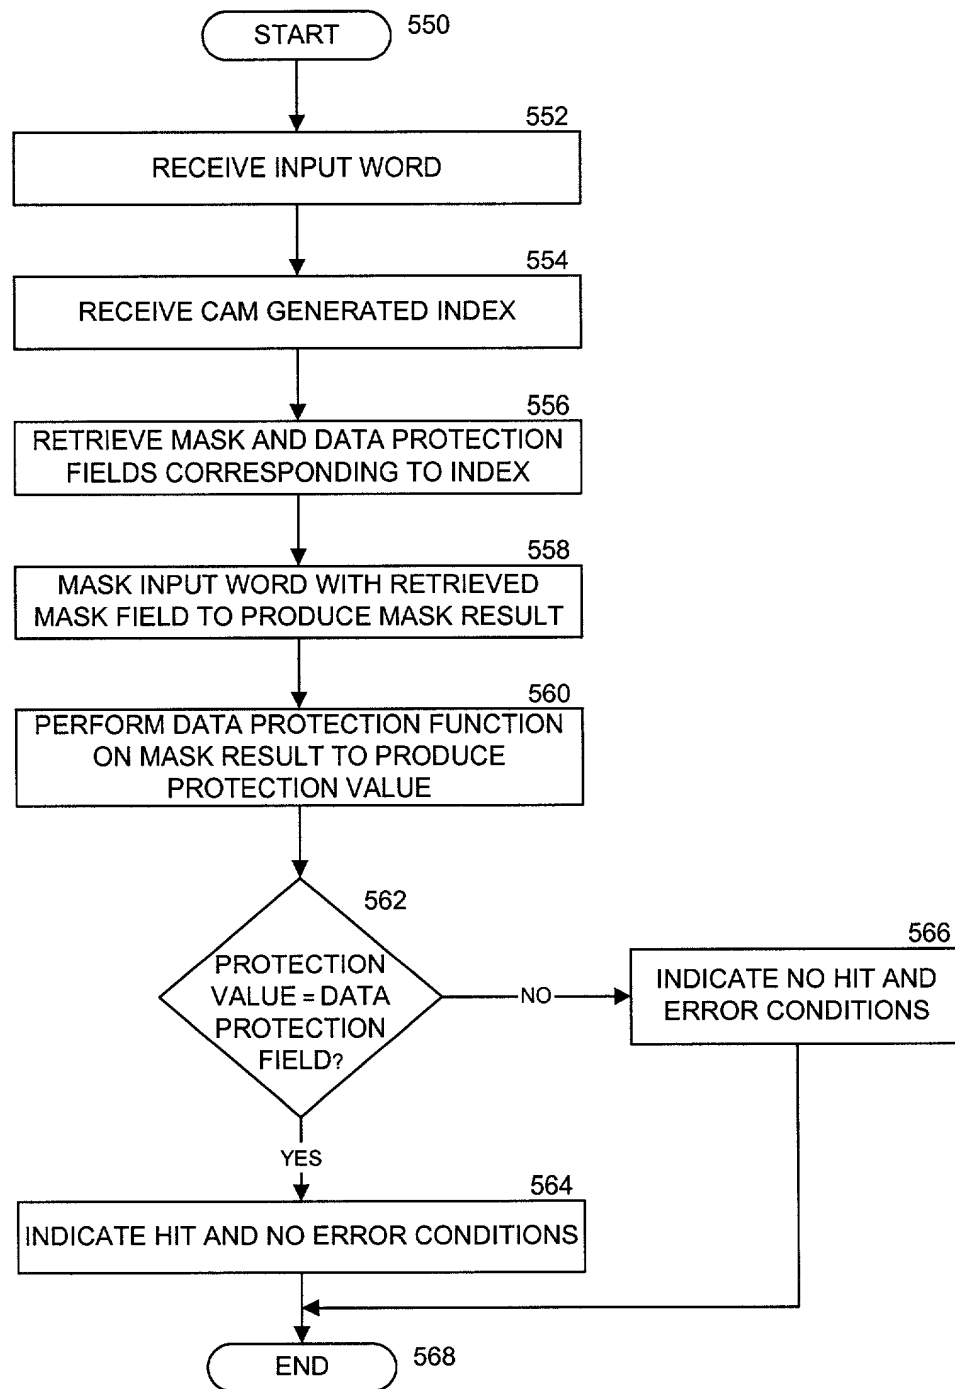 START
550
552
RECEIVE INPUT WORD
554
RECEIVE CAM GENERATED INDEX
556
RETRIEVE MASK AND DATA PROTECTION
FIELDS CORRESPONDING TO INDEX
558
MASK INPUT WORD WITH RETRIEVED
MASK FIELD TO PRODUCE MASK RESULT
560
PERFORM DATA PROTECTION FUNCTION
ON MASK RESULT TO PRODUCE
PROTECTION VALUE
562
PROTECTION
VALUE = DATA
PROTECTION
FIELD?
NO
566
INDICATE NO HIT AND
ERROR CONDITIONS
YES
564
INDICATE HIT AND NO ERROR CONDITIONS
END
568